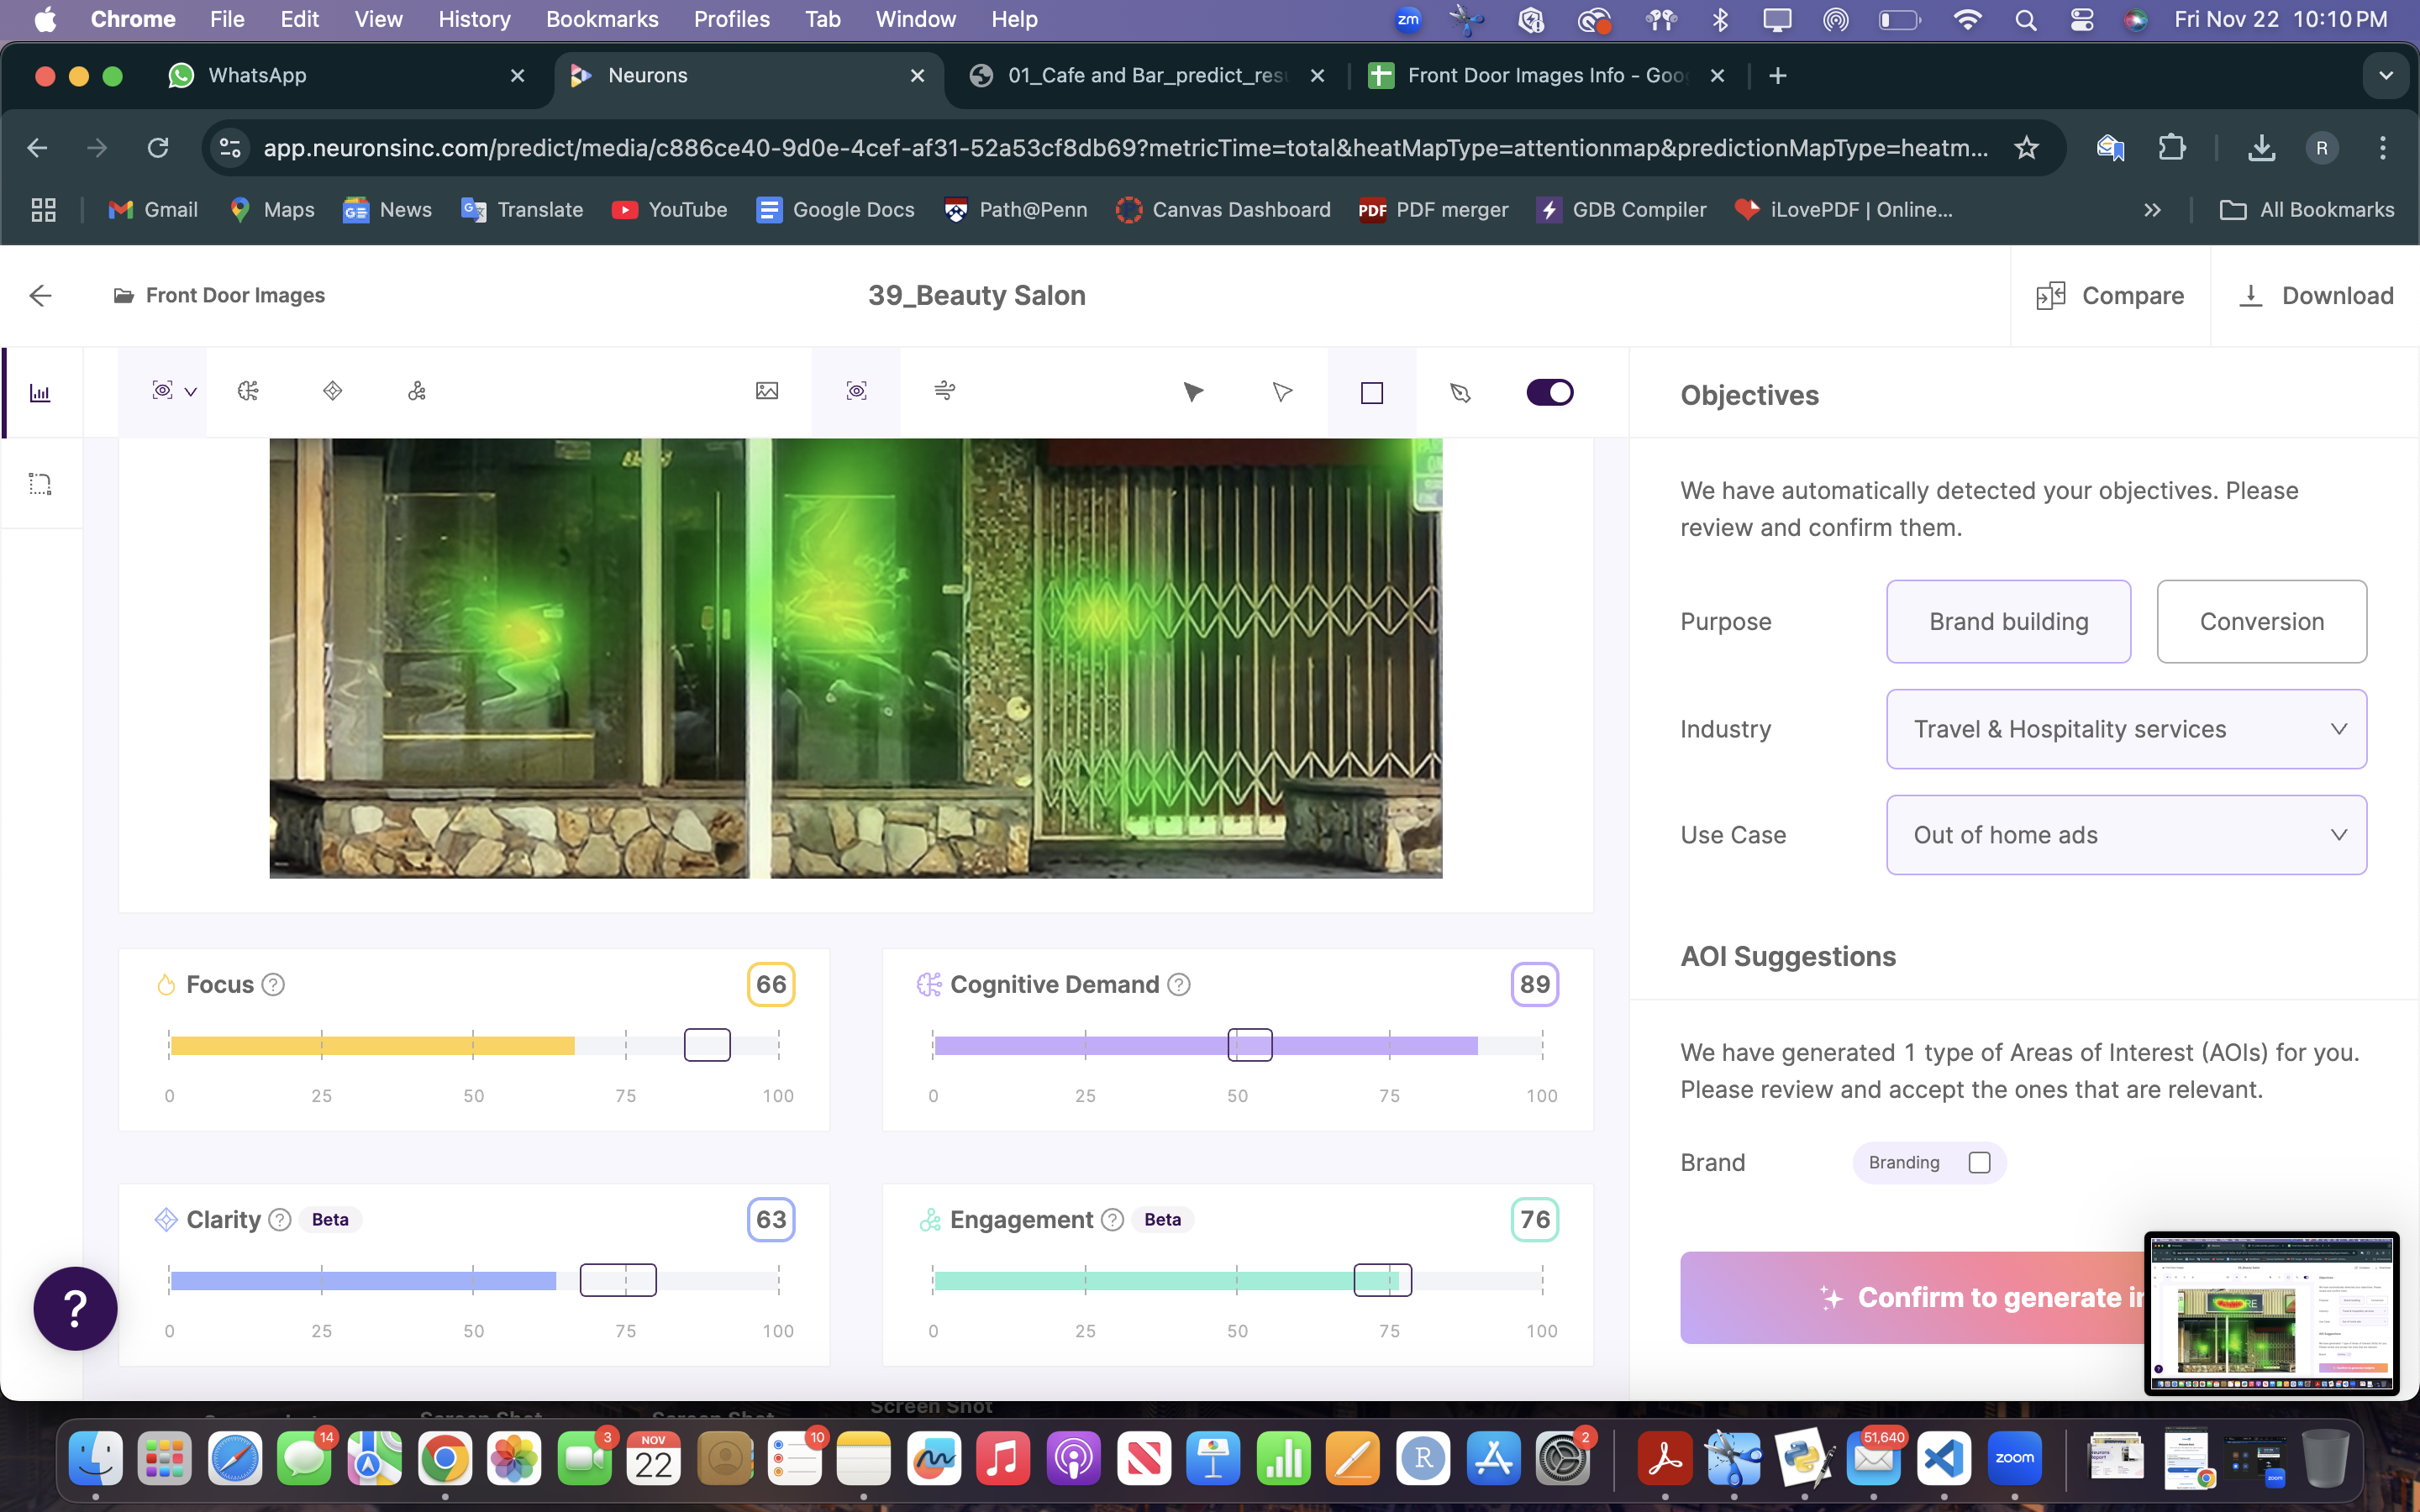 Chrome File Edit View History Bookmarks Profiles Tab Window Help zm Fri Nov 22 10:10 PM
WhatsApp Neurons 01_Cafe and Bar_predict_resu Front Door Images Info - Goo
app.neuronsinc.com/predict/media/c886ce40-9d0e-4cef-af31-52a53cf8db69?metricTime=total&heatMapType=attentionmap&predictionMapType=heatm... R
Gmail Maps News Translate YouTube Google Docs Path@Penn Canvas Dashboard PDF PDF merger GDB Compiler iLovePDF | Online... All Bookmarks
Front Door Images 39_Beauty Salon Compare Download
Objectives
We have automatically detected your objectives. Please
review and confirm them.
Purpose Brand building Conversion
Industry Travel & Hospitality services
Use Case Out of home ads
AOI Suggestions
We have generated 1 type of Areas of Interest (AOIs) for you.
Please review and accept the ones that are relevant.
Brand Branding
Confirm to generate in
Focus ? 66
0 25 50 75 100
Cognitive Demand ? 89
0 25 50 75 100
Clarity ? Beta 63
0 25 50 75 100
Engagement ? Beta 76
0 25 50 75 100
?
Screen Shot
14 3 NOV 22 10 R 2 51,640 zoom